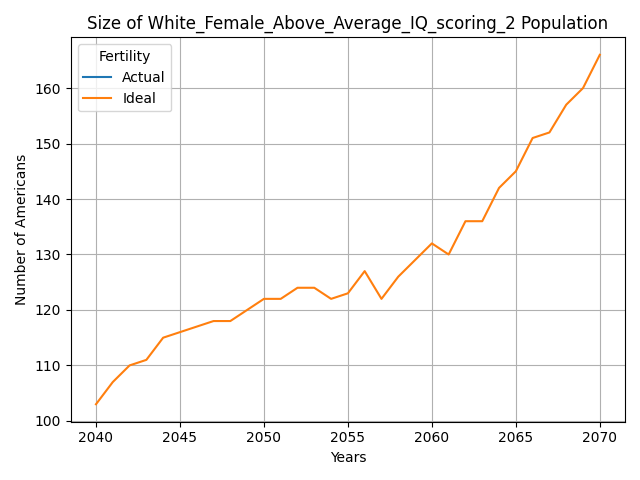 Size of White_Female_Above_Average_IQ_scoring_2 Population
Fertility
Actual
Ideal
Number of Americans
160
150
140
130
120
110
100
2040 2045 2050 2055 2060 2065 2070
Years